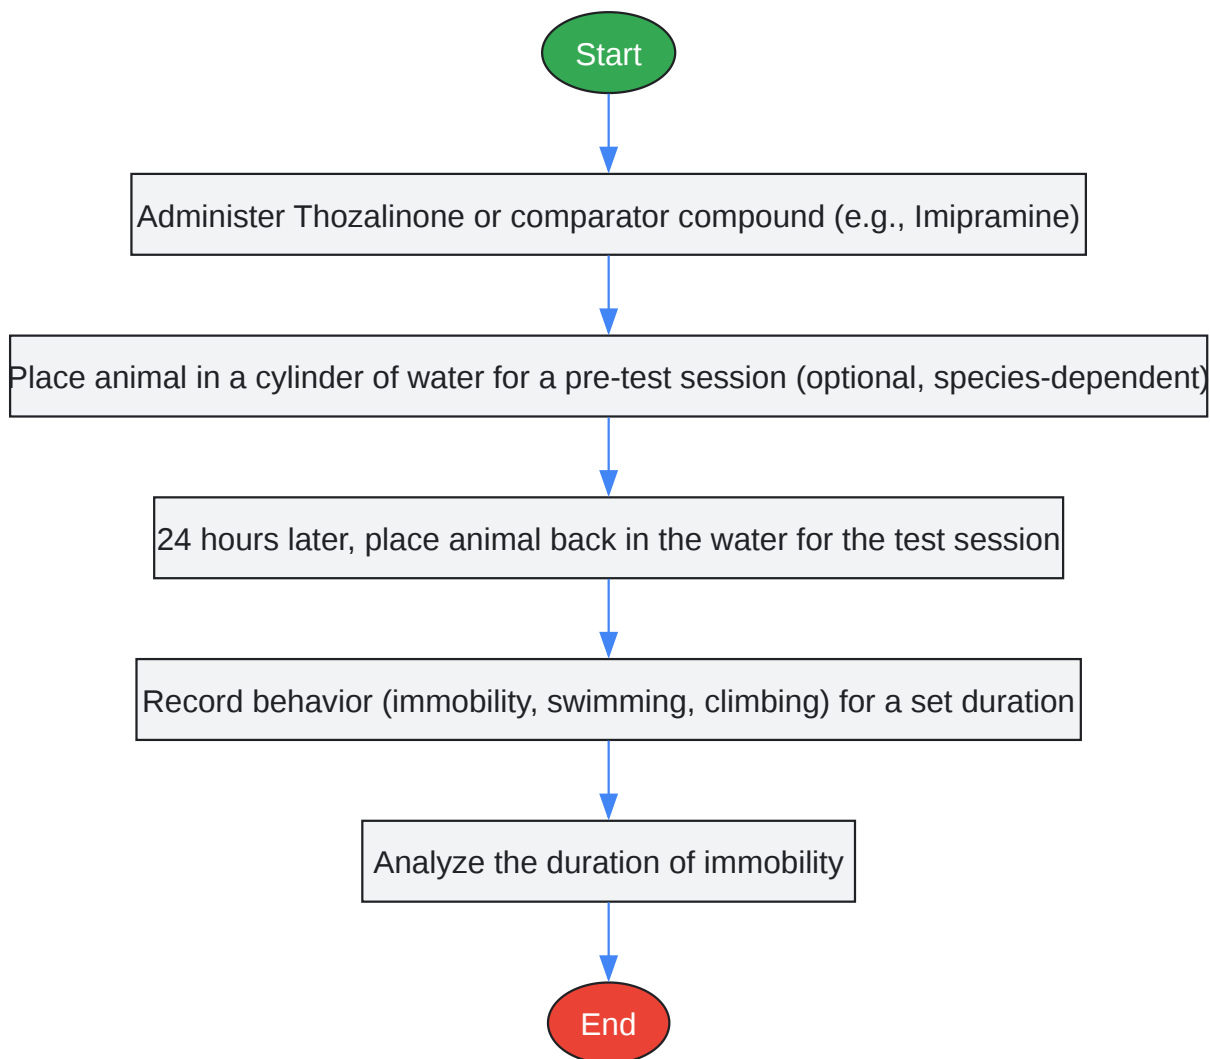 Start
Administer Thozalinone or comparator compound (e.g., Imipramine)
Place animal in a cylinder of water for a pre-test session (optional, species-dependent)
24 hours later, place animal back in the water for the test session
Record behavior (immobility, swimming, climbing) for a set duration
Analyze the duration of immobility
End